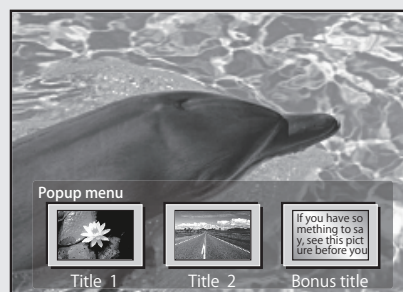 Popup menu
If you have so
mething to sa
y, see this pict
ure before you
Title 1
Title 2
Bonus title